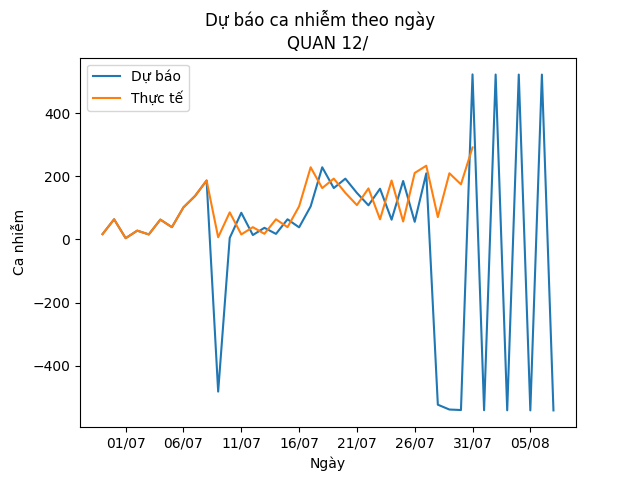 Dự báo ca nhiễm theo ngày
QUAN 12/
Dự báo
Thực tế
Ca nhiễm
400
200
0
−200
−400
01/07 06/07 11/07 16/07 21/07 26/07 31/07 05/08
Ngày